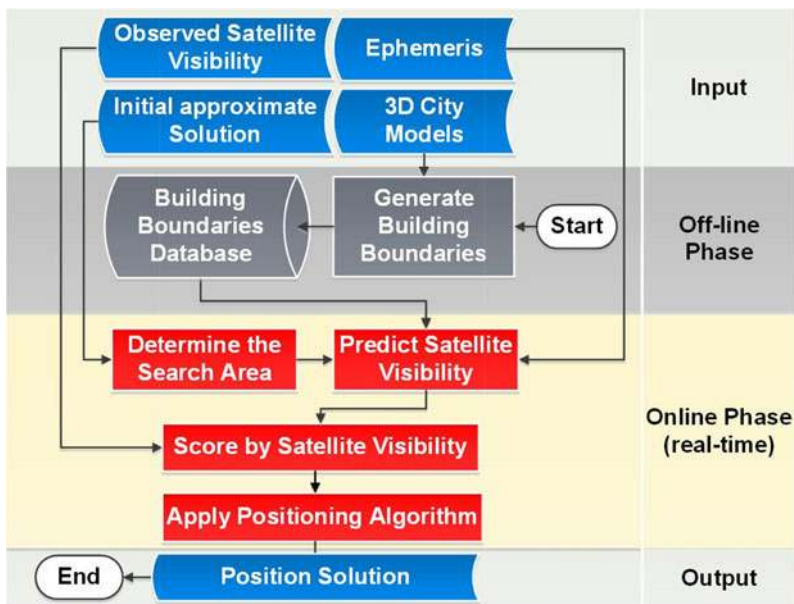 Observed Satellite
Visibility
Ephemeris
Input
Initial approximate
Solution
3D City
Models
Building
Boundaries
Database
Generate
Building
Boundaries
Start
Off-line
Phase
Determine the
Search Area
Predict Satellite
Visibility
Online Phase
(real-time)
Score by Satellite Visibility
Apply Positioning Algorithm
End
Position Solution
Output